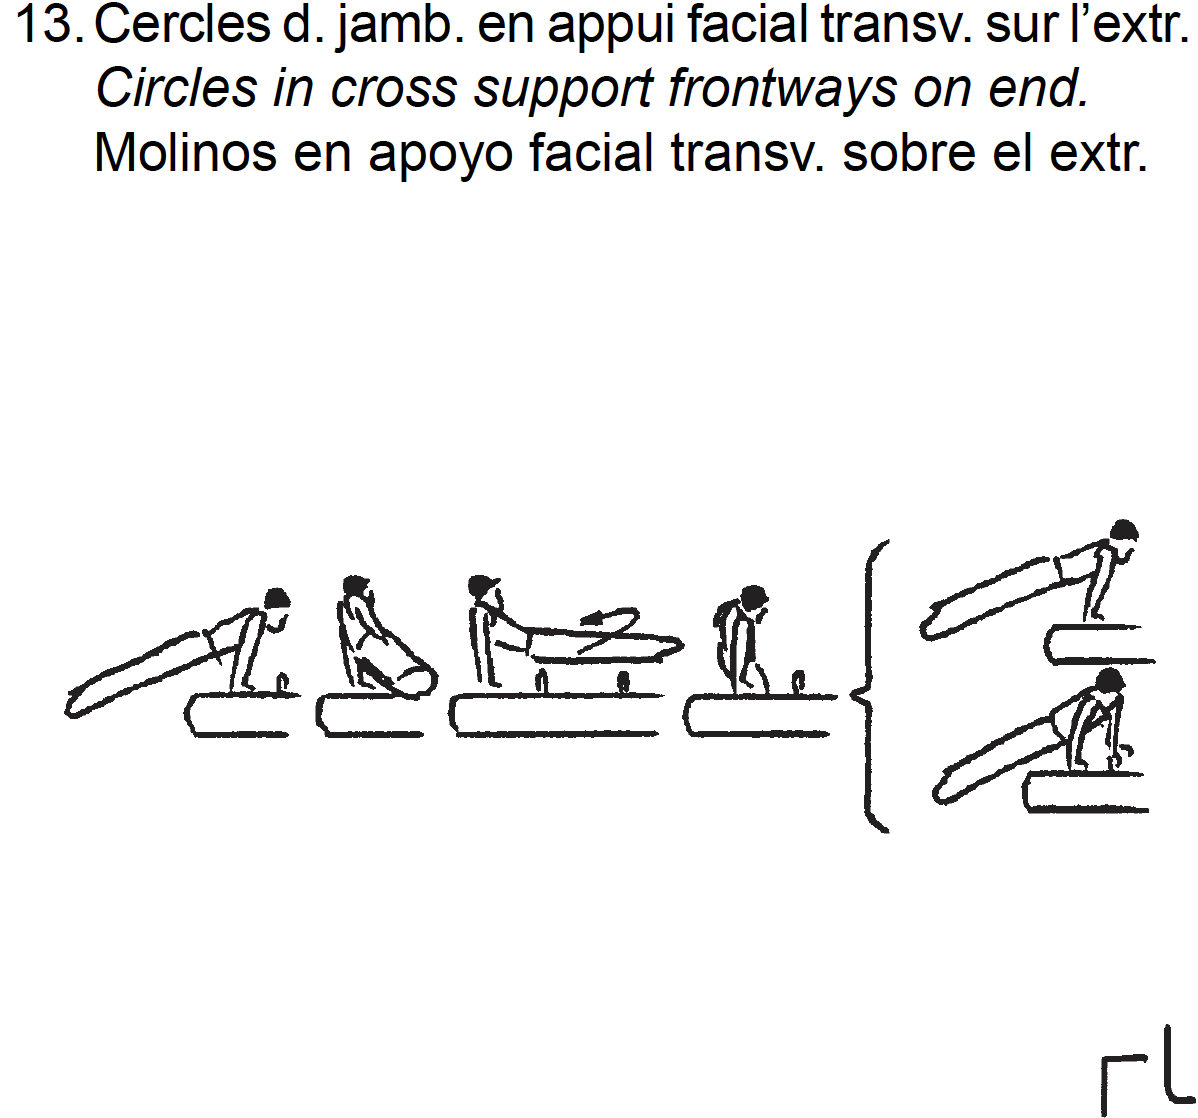 13. Cercles d. jamb. en appui facial transv. sur l’extr.
Circles in cross support frontways on end.
Molinos en apoyo facial transv. sobre el extr.